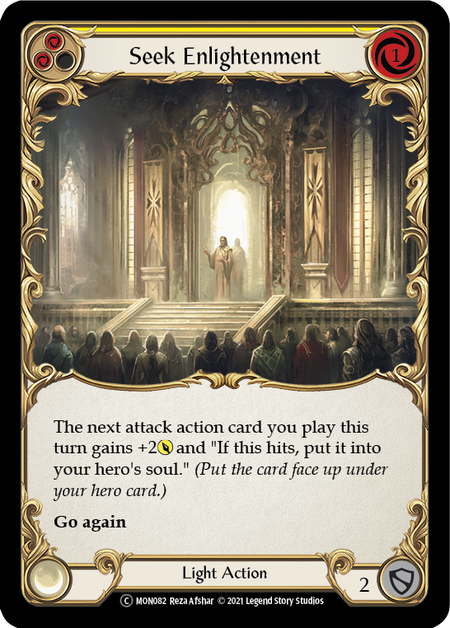 Seek Enlightenment
1
The next attack action card you play this
turn gains +2 and "If this hits, put it into
your hero's soul." (Put the card face up under
your hero card.)
Go again
Light Action
2
C MON082 Reza Afshar © 2021 Legend Story Studios